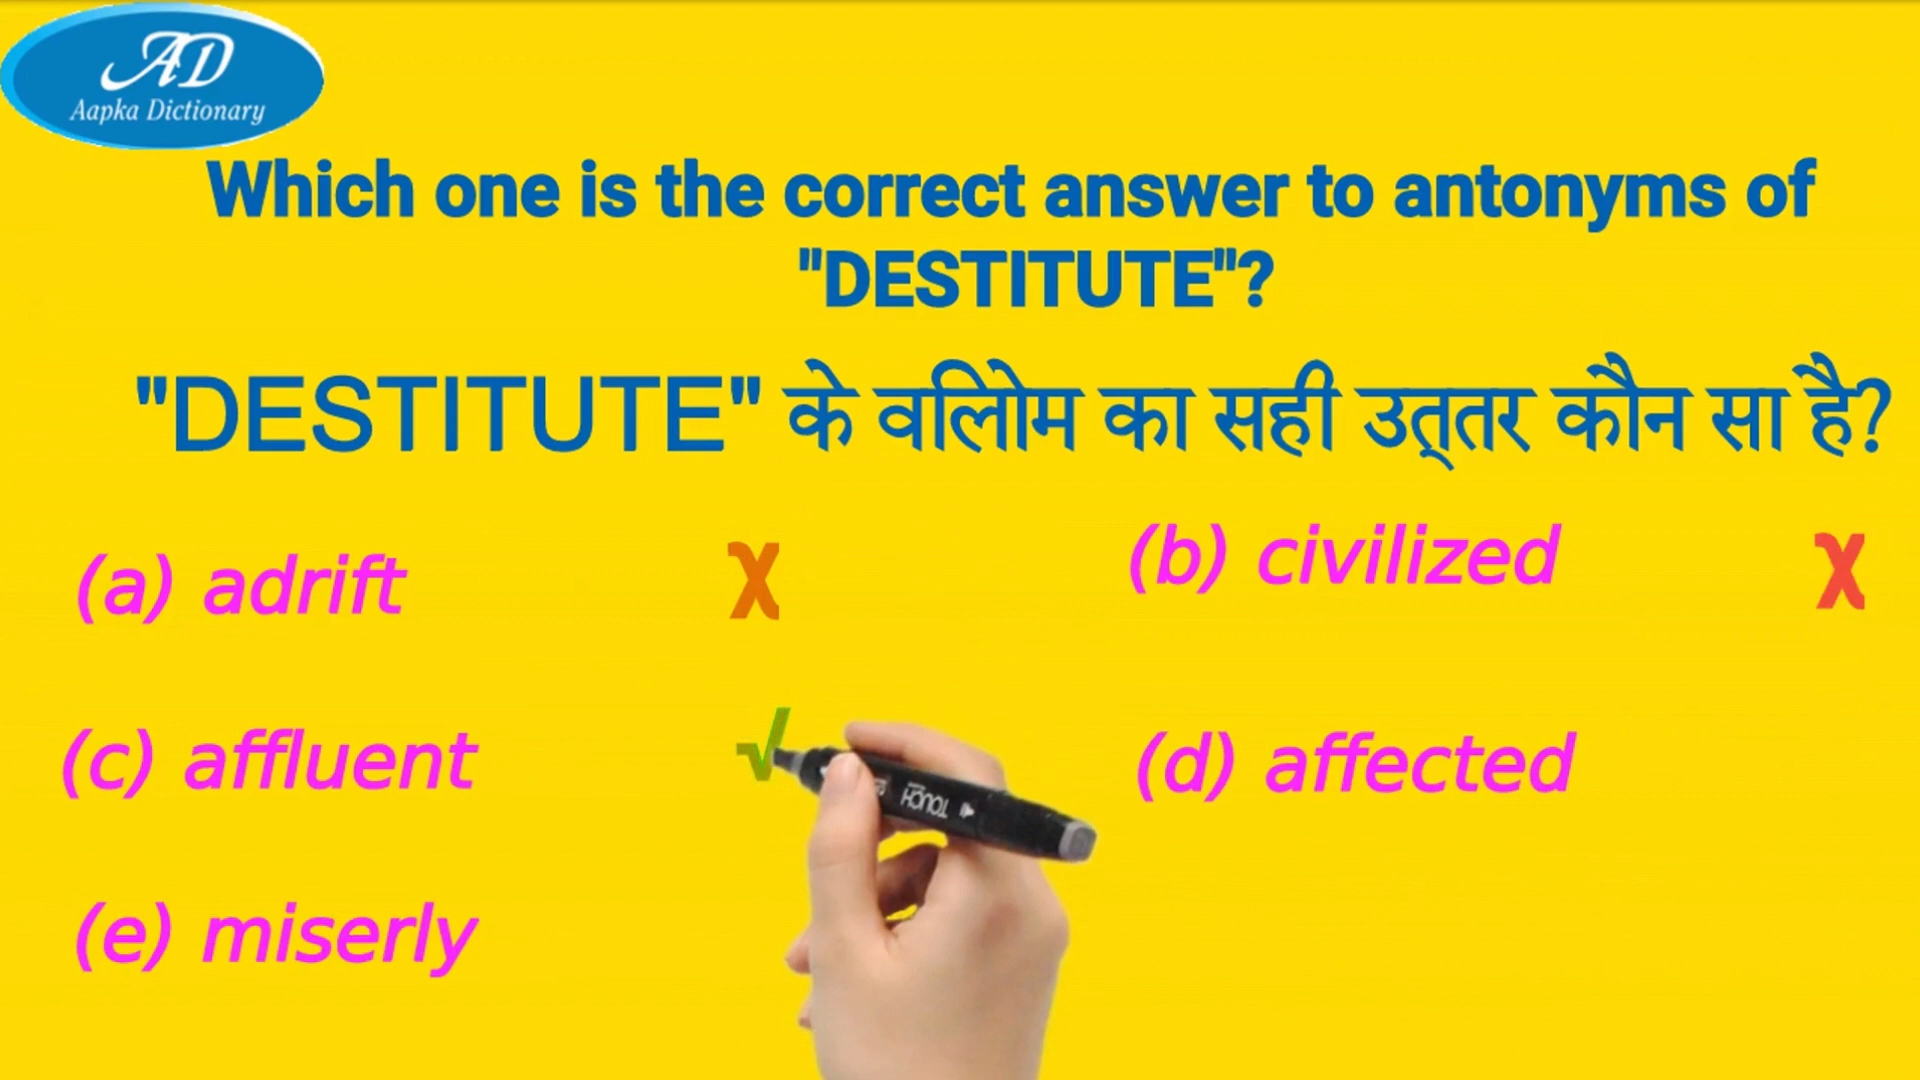 AD
Aapka Dictionary
Which one is the correct answer to antonyms of
"DESTITUTE"?
"DESTITUTE" के वलिोम का सही उत्‌तर कौन सा है?
(a) adrift X
(b) civilized X
(c) affluent √
(d) affected
(e) miserly
TOUCH